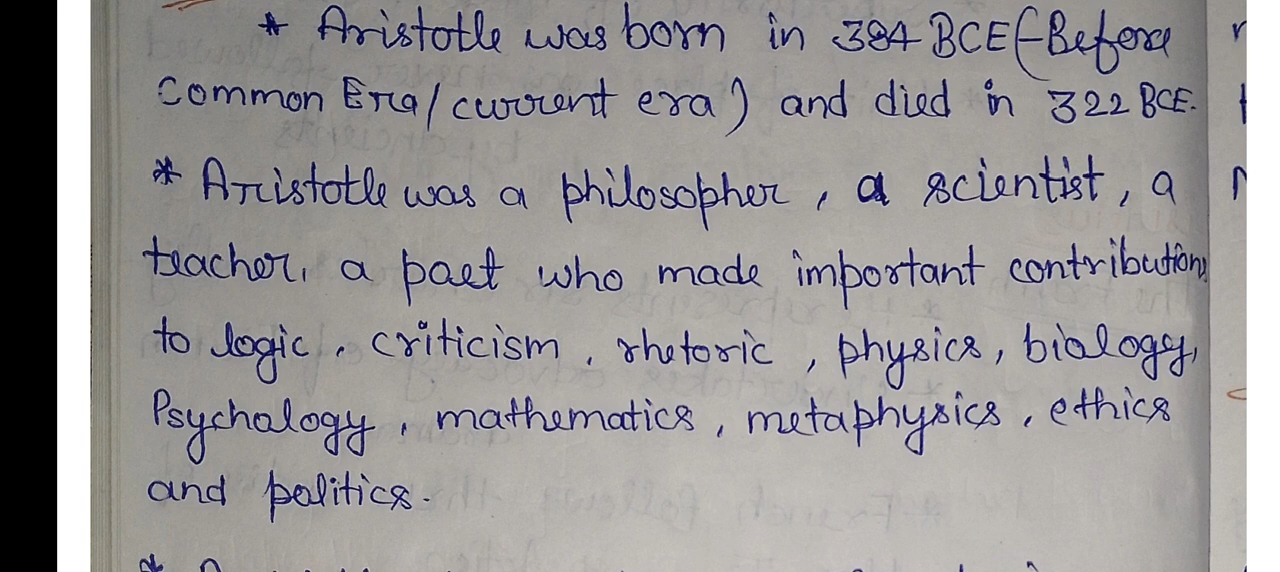 * Aristotle was born in 384 BCE (Before
Common Era/current era) and died in 322 BCE.
* Aristotle was a philosopher, a scientist, a
teacher, a poet who made important contributions
to logic, criticism, rhetoric, physics, biology,
Psychology, mathematics, metaphysics, ethics
and politics.